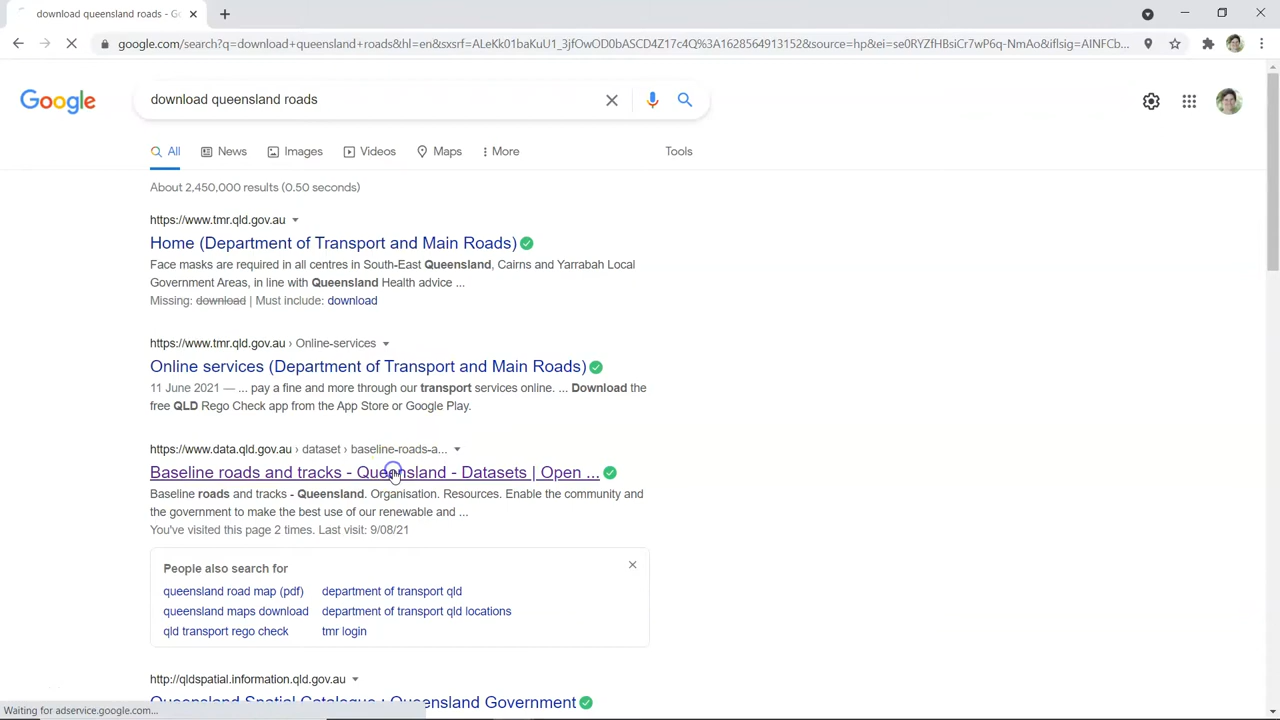 download queensland roads - G
google.com/search?q=download+queensland+roads&hl=en&sxsrf=ALeKk01baKuU1_3jfOwOD0bASCD4Z17c4Q%3A1628564913152&source=hp&ei=se0RYZfHBsiCr7wP6q-NmAo&iflsig=AINFCb...
Google
download queensland roads
All News Images Videos Maps More Tools
About 2,450,000 results (0.50 seconds)
https://www.tmr.qld.gov.au
Home (Department of Transport and Main Roads)
Face masks are required in all centres in South-East Queensland, Cairns and Yarrabah Local
Government Areas, in line with Queensland Health advice ...
Missing: download | Must include: download
https://www.tmr.qld.gov.au › Online-services
Online services (Department of Transport and Main Roads)
11 June 2021 — ... pay a fine and more through our transport services online. ... Download the
free QLD Rego Check app from the App Store or Google Play.
https://www.data.qld.gov.au › dataset › baseline-roads-a...
Baseline roads and tracks - Queensland - Datasets | Open ...
Baseline roads and tracks - Queensland. Organisation. Resources. Enable the community and
the government to make the best use of our renewable and ...
You've visited this page 2 times. Last visit: 9/08/21
People also search for
queensland road map (pdf) department of transport qld
queensland maps download department of transport qld locations
qld transport rego check tmr login
http://qldspatial.information.qld.gov.au
Queensland Spatial Catalogue : Queensland Government
Waiting for adservice.google.com...